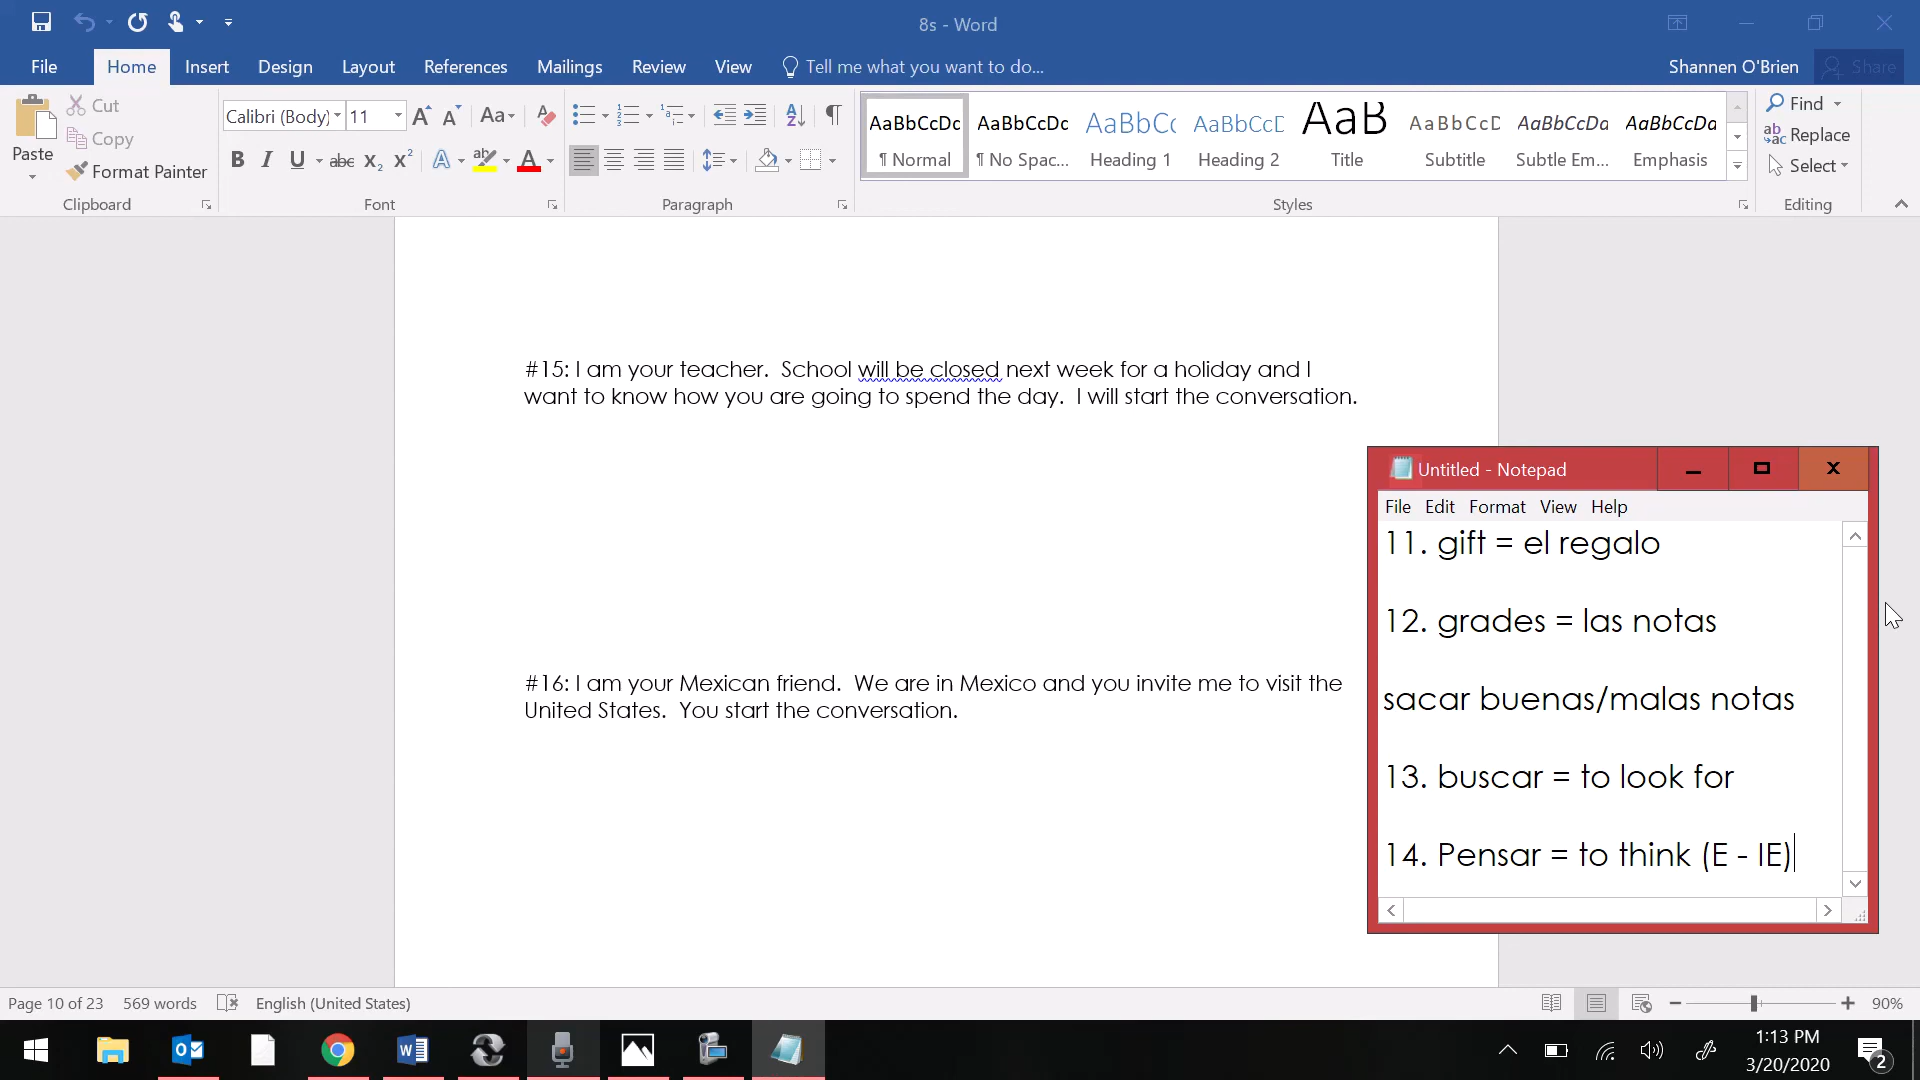 8s - Word
File Home Insert Design Layout References Mailings Review View Tell me what you want to do... Shannen O'Brien Share
Paste
Cut
Copy
Format Painter
Clipboard
Calibri (Body) 11
Font
Paragraph
AaBbCcDc AaBbCcDc AaBbCc AaBbCcC AaB AaBbCcD AaBbCcDa AaBbCcDa
¶ Normal ¶ No Spac... Heading 1 Heading 2 Title Subtitle Subtle Em... Emphasis
Styles
Find
Replace
Select
Editing
#15: I am your teacher. School will be closed next week for a holiday and I
want to know how you are going to spend the day. I will start the conversation.
#16: I am your Mexican friend. We are in Mexico and you invite me to visit the
United States. You start the conversation.
Untitled - Notepad
File Edit Format View Help
11. gift = el regalo
12. grades = las notas
sacar buenas/malas notas
13. buscar = to look for
14. Pensar = to think (E - IE)
Page 10 of 23 569 words English (United States) 90%
1:13 PM
3/20/2020
2